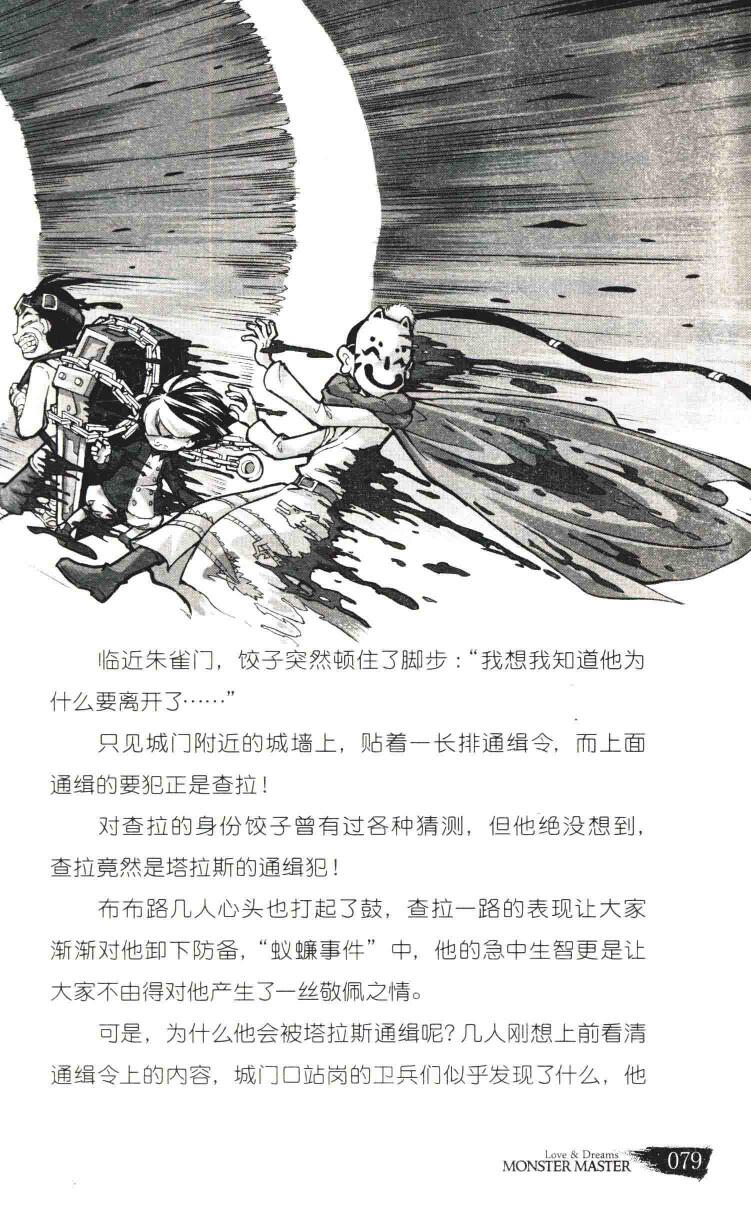 临近朱雀门，饺子突然顿住了脚步：“我想我知道他为
什么要离开了……”
只见城门附近的城墙上，贴着一长排通缉令，而上面
通缉的要犯正是查拉！
对查拉的身份饺子曾有过各种猜测，但他绝没想到，
查拉竟然是塔拉斯的通缉犯！
布布路几人心头也打起了鼓，查拉一路的表现让大家
渐渐对他卸下防备，“蚁蠊事件”中，他的急中生智更是让
大家不由得对他产生了一丝敬佩之情。
可是，为什么他会被塔拉斯通缉呢？几人刚想上前看清
通缉令上的内容，城门口站岗的卫兵们似乎发现了什么，他
Love & Dreams
MONSTER MASTER 079